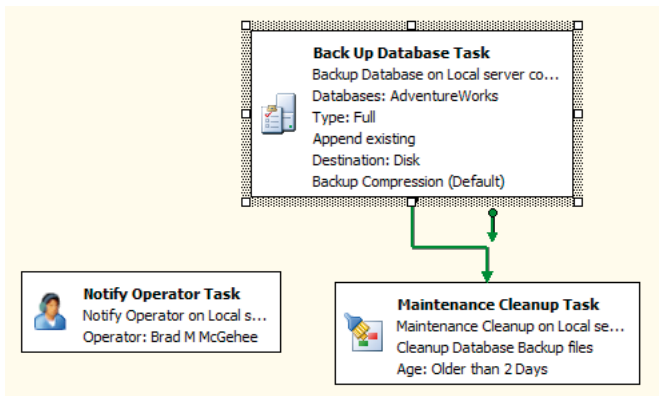 Back Up Database Task
Backup Database on Local server co...
Databases: AdventureWorks
Type: Full
Append existing
Destination: Disk
Backup Compression (Default)
Notify Operator Task
Notify Operator on Local s...
Operator: Brad M McGehee
Maintenance Cleanup Task
Maintenance Cleanup on Local se...
Cleanup Database Backup files
Age: Older than 2 Days